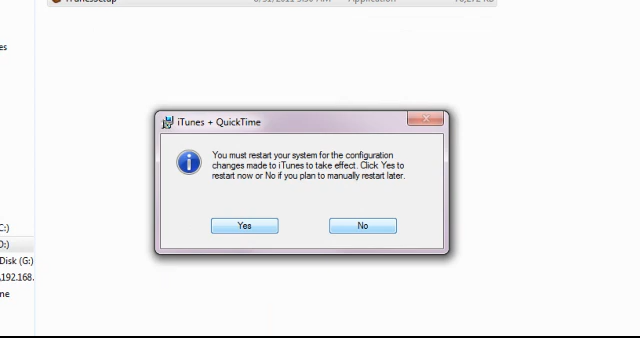 Application
es
iTunes + QuickTime
You must restart your system for the configuration
changes made to iTunes to take effect. Click Yes to
restart now or No if you plan to manually restart later.
Yes
No
C:)
D:)
Disk (G:)
192.168.
ne